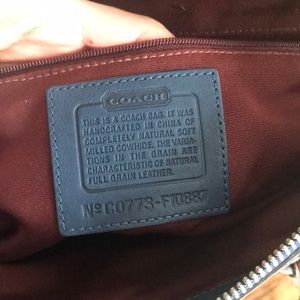 COACH
THIS IS A COACH BAG. IT WAS
HANDCRAFTED IN CHINA OF
COMPLETELY NATURAL SOFT
MILLED COWHIDE. THE VARIA-
TIONS IN THE GRAIN ARE
CHARACTERISTIC OF NATURAL
FULL GRAIN LEATHER.
Nº C0773-F10887